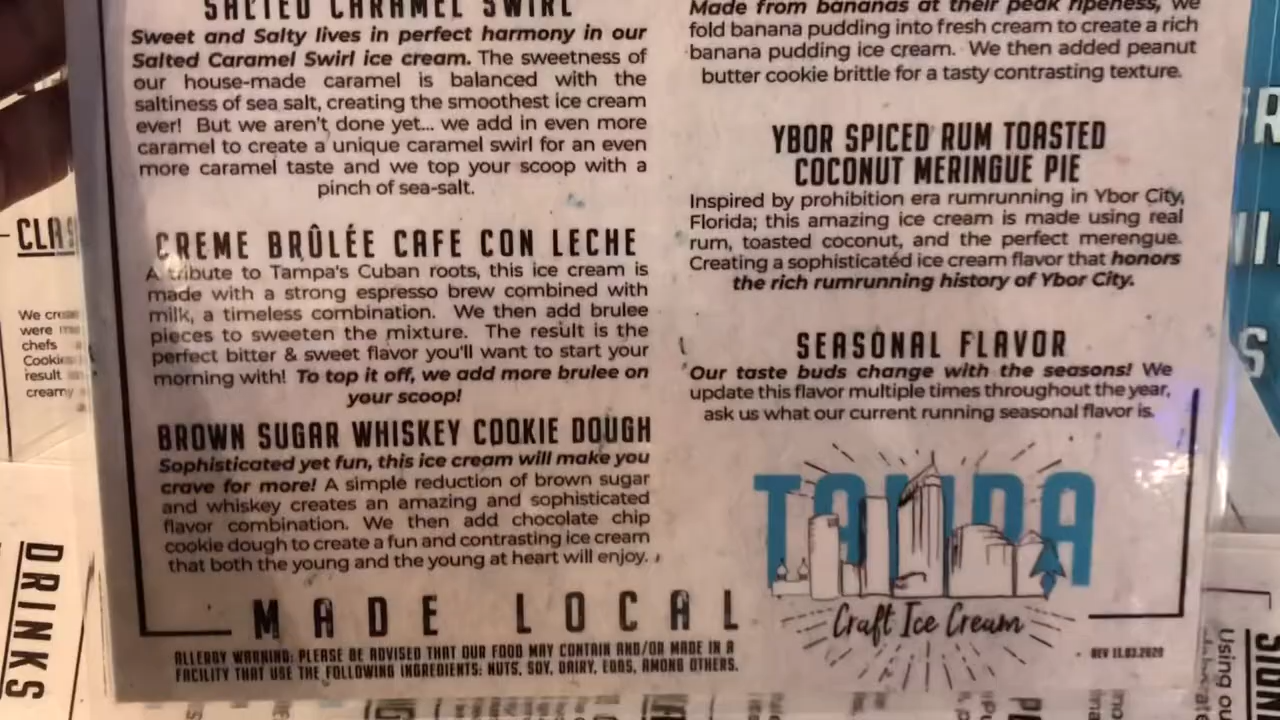 SALTED CARAMEL SWIRL
Sweet and Salty lives in perfect harmony in our
Salted Caramel Swirl ice cream. The sweetness of
our house-made caramel is balanced with the
saltiness of sea salt, creating the smoothest ice cream
ever! But we aren't done yet... we add in even more
caramel to create a unique caramel swirl for an even
more caramel taste and we top your scoop with a
pinch of sea-salt.
CREME BRÛLÉE CAFE CON LECHE
A tribute to Tampa's Cuban roots, this ice cream is
made with a strong espresso brew combined with
milk, a timeless combination. We then add brulee
pieces to sweeten the mixture. The result is the
perfect bitter & sweet flavor you'll want to start your
morning with! To top it off, we add more brulee on
your scoop!
BROWN SUGAR WHISKEY COOKIE DOUGH
Sophisticated yet fun, this ice cream will make you
crave for more! A simple reduction of brown sugar
and whiskey creates an amazing and sophisticated
flavor combination. We then add chocolate chip
cookie dough to create a fun and contrasting ice cream
that both the young and the young at heart will enjoy.
Made from bananas at their peak ripeness, we
fold banana pudding into fresh cream to create a rich
banana pudding ice cream. We then added peanut
butter cookie brittle for a tasty contrasting texture.
YBOR SPICED RUM TOASTED
COCONUT MERINGUE PIE
Inspired by prohibition era rumrunning in Ybor City,
Florida; this amazing ice cream is made using real
rum, toasted coconut, and the perfect merengue.
Creating a sophisticated ice cream flavor that honors
the rich rumrunning history of Ybor City.
SEASONAL FLAVOR
Our taste buds change with the seasons! We
update this flavor multiple times throughout the year,
ask us what our current running seasonal flavor is.
TAMPA
Craft Ice Cream
MADE LOCAL
ALLERGY WARNING: PLEASE BE ADVISED THAT OUR FOOD MAY CONTAIN AND/OR MADE IN A
FACILITY THAT USE THE FOLLOWING INGREDIENTS: NUTS, SOY, DAIRY, EGGS, AMONG OTHERS.
REV 11.03.2020
We
were
chefs
Cookies
result
creamy
DRINKS
Using